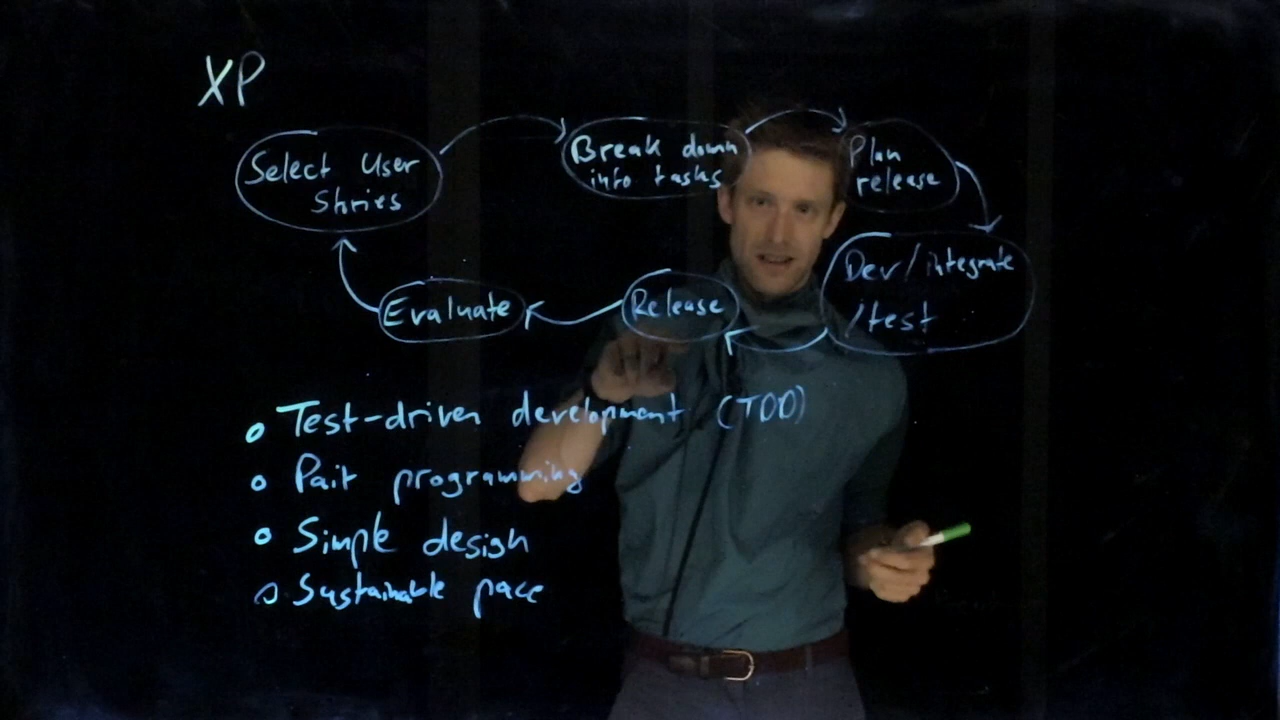 XP
Select User
Stories
Break down
into tasks
Plan
release
Dev/integrate
/test
Release
Evaluate
Test-driven development (TDD)
Pair programming
Simple design
Sustainable pace